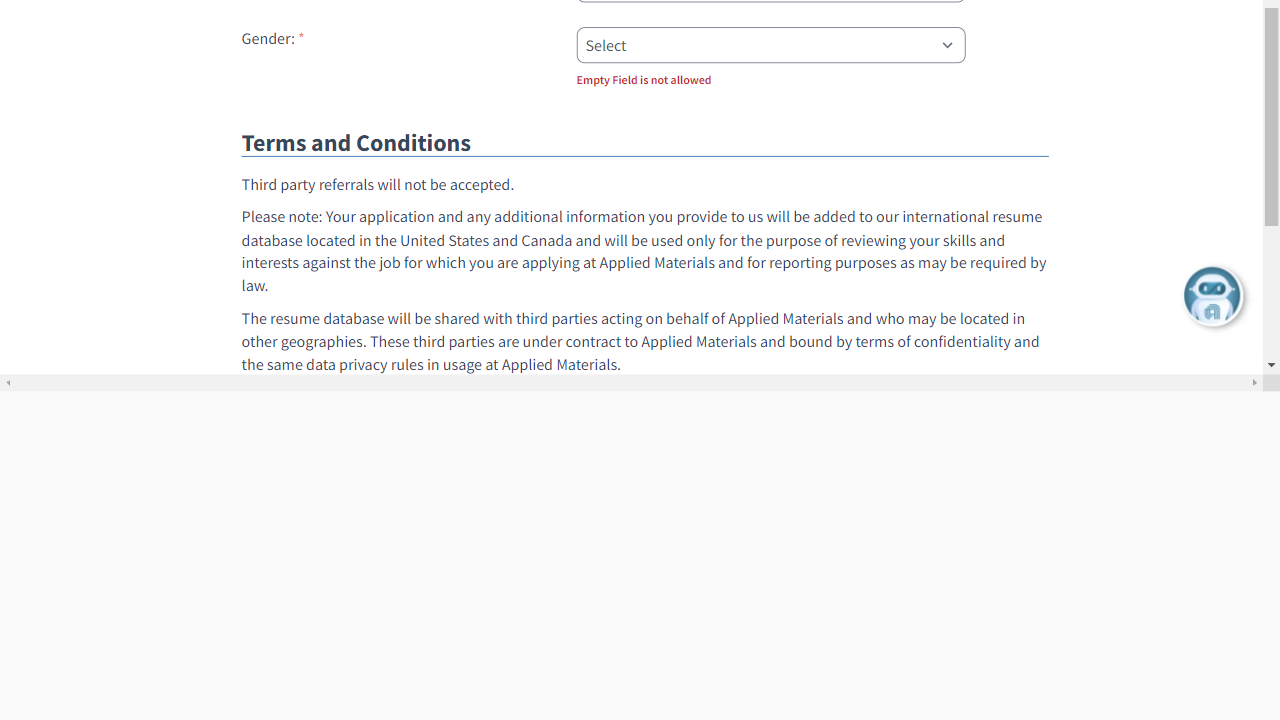 Gender: *
Select
Empty Field is not allowed
Terms and Conditions
Third party referrals will not be accepted.
Please note: Your application and any additional information you provide to us will be added to our international resume
database located in the United States and Canada and will be used only for the purpose of reviewing your skills and
interests against the job for which you are applying at Applied Materials and for reporting purposes as may be required by
law.
The resume database will be shared with third parties acting on behalf of Applied Materials and who may be located in
other geographies. These third parties are under contract to Applied Materials and bound by terms of confidentiality and
the same data privacy rules in usage at Applied Materials.